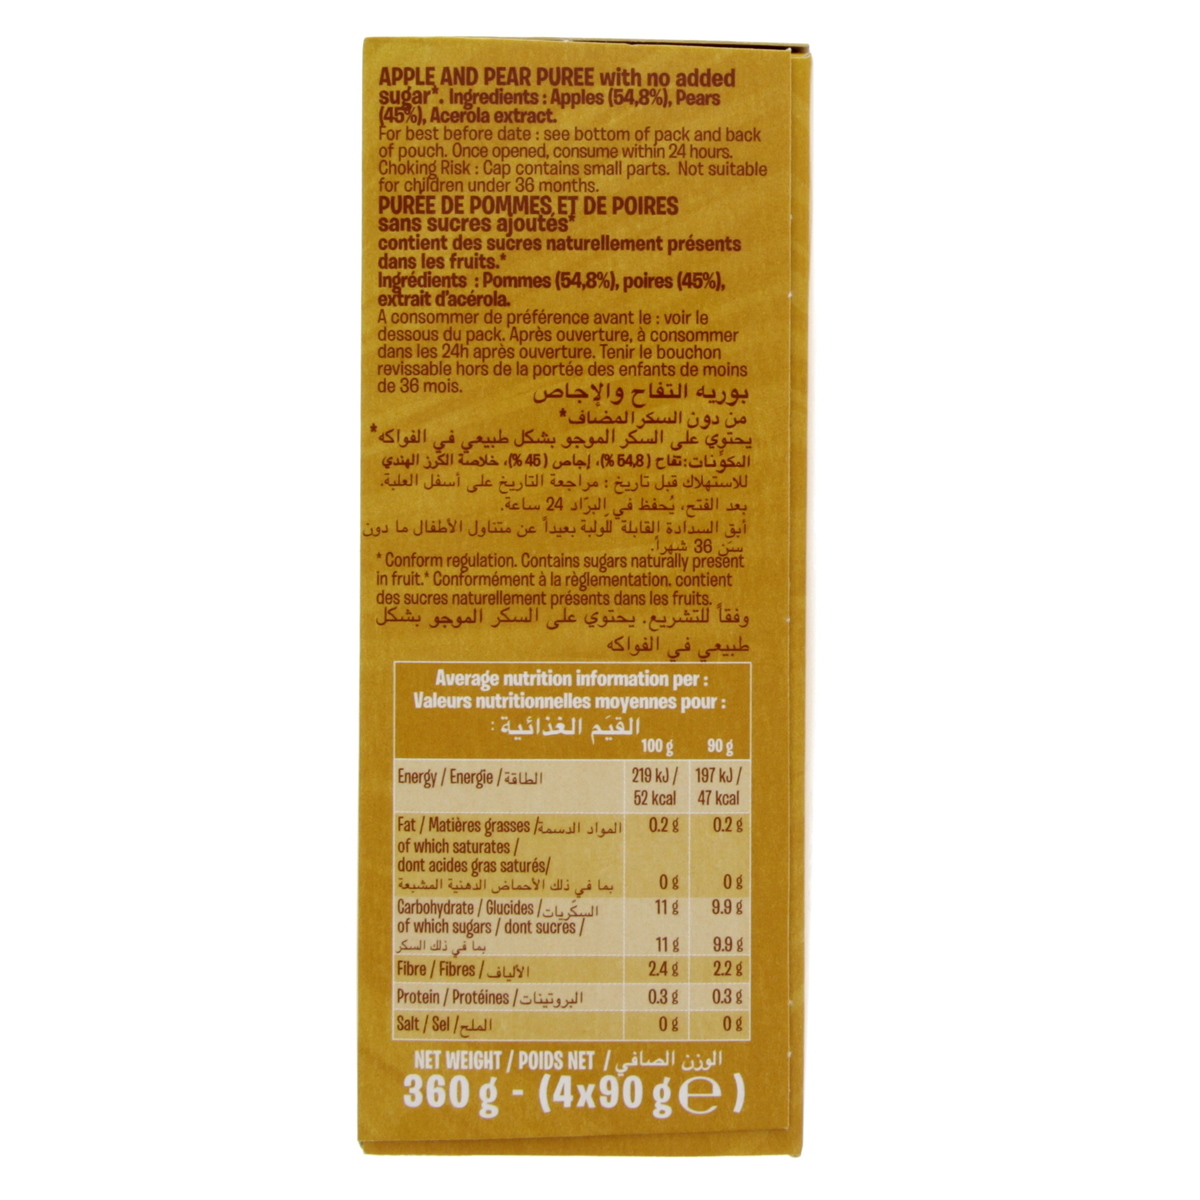 APPLE AND PEAR PUREE with no added
sugar*. Ingredients : Apples (54,8%), Pears
(45%), Acerola extract.
For best before date : see bottom of pack and back
of pouch. Once opened, consume within 24 hours.
Choking Risk : Cap contains small parts. Not suitable
for children under 36 months.
PURÉE DE POMMES ET DE POIRES
sans sucres ajoutés*
contient des sucres naturellement présents
dans les fruits.*
Ingrédients : Pommes (54,8%), poires (45%),
extrait d'acérola.
A consommer de préférence avant le : voir le
dessous du pack. Après ouverture, à consommer
dans les 24h après ouverture. Tenir le bouchon
revissable hors de la portée des enfants de moins
de 36 mois.
بوريه التفاح والإجاص
من دون السكر المضاف*
يحتوي على السكر الموجو بشكل طبيعي في الفواكه*
المكوّنات: تفاح (54,8 %)، إجاص (45 %)، خلاصة الكرز الهندي
للاستهلاك قبل تاريخ : مراجعة التاريخ على أسفل العلبة.
بعد الفتح، يُحفظ في البرّاد 24 ساعة.
أبق السدادة القابلة للّولبة بعيداً عن متناول الأطفال ما دون
سن 36 شهراً.
* Conform regulation. Contains sugars naturally present
in fruit.* Conformément à la règlementation. contient
des sucres naturellement présents dans les fruits.
وفقاً للتشريع. يحتوي على السكر الموجو بشكل
طبيعي في الفواكه
Average nutrition information per :
Valeurs nutritionnelles moyennes pour :
القيَم الغذائية :
100 g 90 g
Energy / Energie / الطاقة 219 kJ / 197 kJ /
52 kcal 47 kcal
Fat / Matières grasses / المواد الدسمة 0.2 g 0.2 g
of which saturates /
dont acides gras saturés/
بما في ذلك الأحماض الدهنية المشبعة 0 g 0 g
Carbohydrate / Glucides / السكّريات 11 g 9.9 g
of which sugars / dont sucres /
بما في ذلك السكر 11 g 9.9 g
Fibre / Fibres / الألياف 2.4 g 2.2 g
Protein / Protéines / البروتينات 0.3 g 0.3 g
Salt / Sel / الملح 0 g 0 g
NET WEIGHT / POIDS NET / الوزن الصافي
360 g - (4x90 g℮)